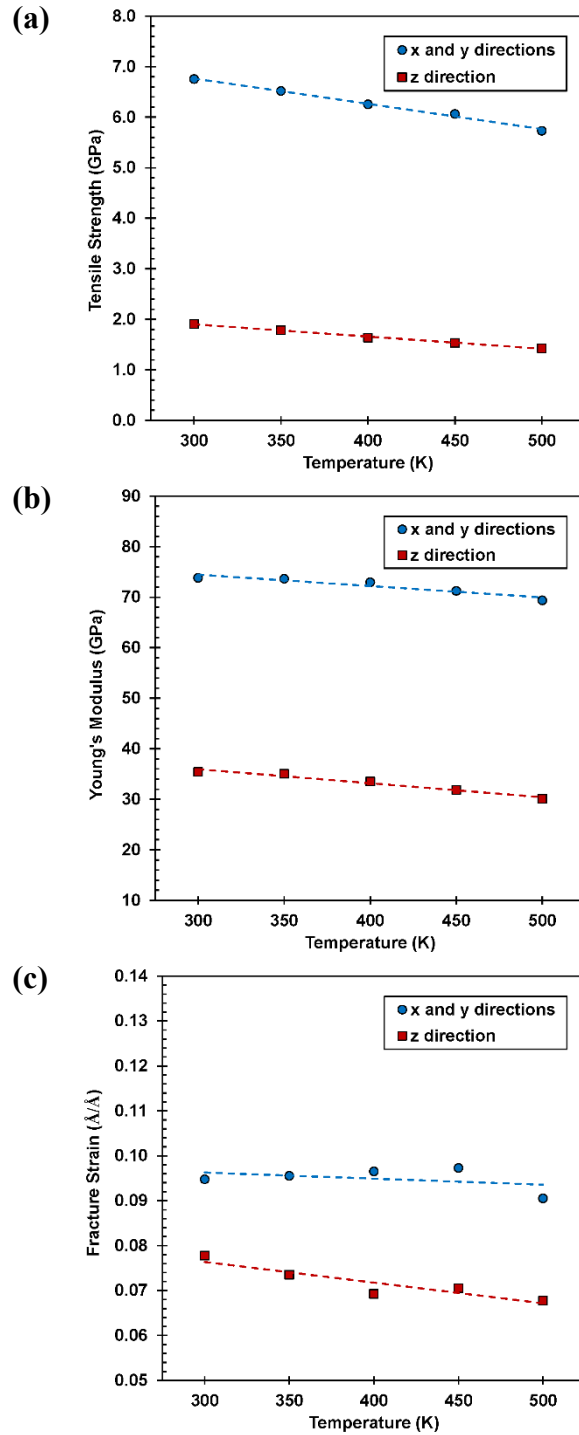 (a)
8.0
7.0
6.0
5.0
4.0
3.0
2.0
1.0
0.0
Tensile Strength (GPa)
x and y directions
z direction
300 350 400 450 500
Temperature (K)
(b)
90
80
70
60
50
40
30
20
10
Young's Modulus (GPa)
x and y directions
z direction
300 350 400 450 500
Temperature (K)
(c)
0.14
0.13
0.12
0.11
0.10
0.09
0.08
0.07
0.06
0.05
Fracture Strain (Å/Å)
x and y directions
z direction
300 350 400 450 500
Temperature (K)